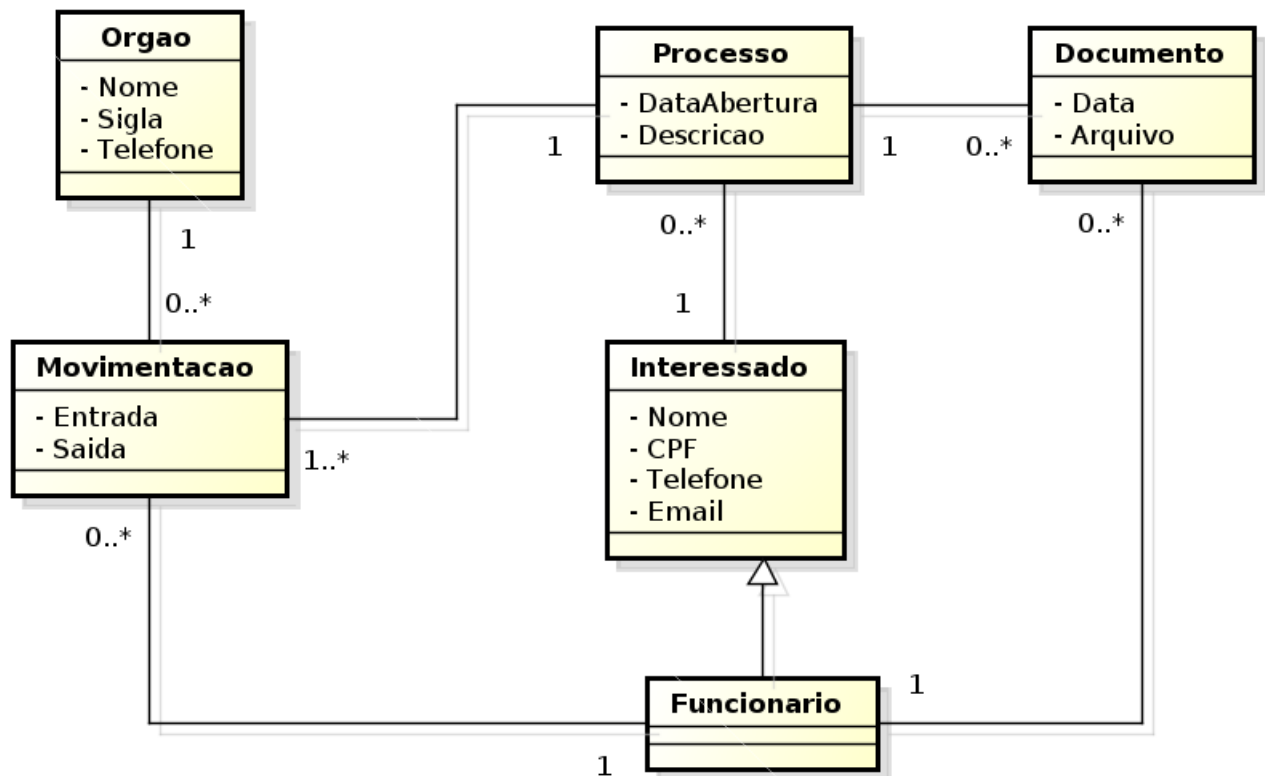 Orgao
- Nome
- Sigla
- Telefone
Processo
- DataAbertura
- Descricao
Documento
- Data
- Arquivo
1
1
0..*
1
0..*
0..*
0..*
1
Movimentacao
- Entrada
- Saida
1..*
0..*
Interessado
- Nome
- CPF
- Telefone
- Email
Funcionario
1
1